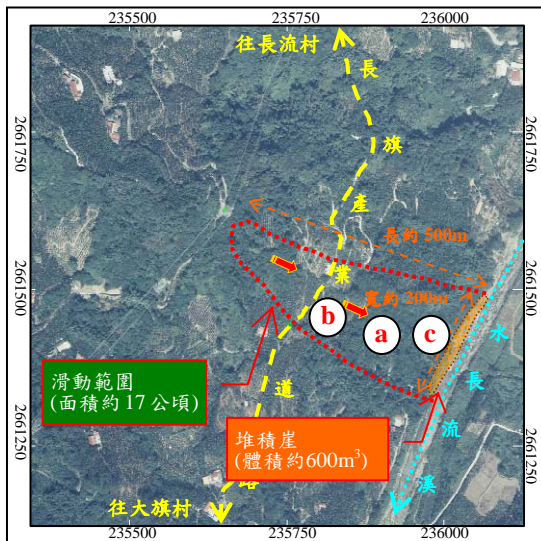 235500
235750
236000
往長流村
長旗產業道路
2661750
2661750
長約 500m
2661500
2661500
寬約 200m
b
a
c
水長流溪
滑動範圍
(面積約 17 公頃)
堆積崖
(體積約600m³)
2661250
2661250
往大旗村
235500
235750
236000